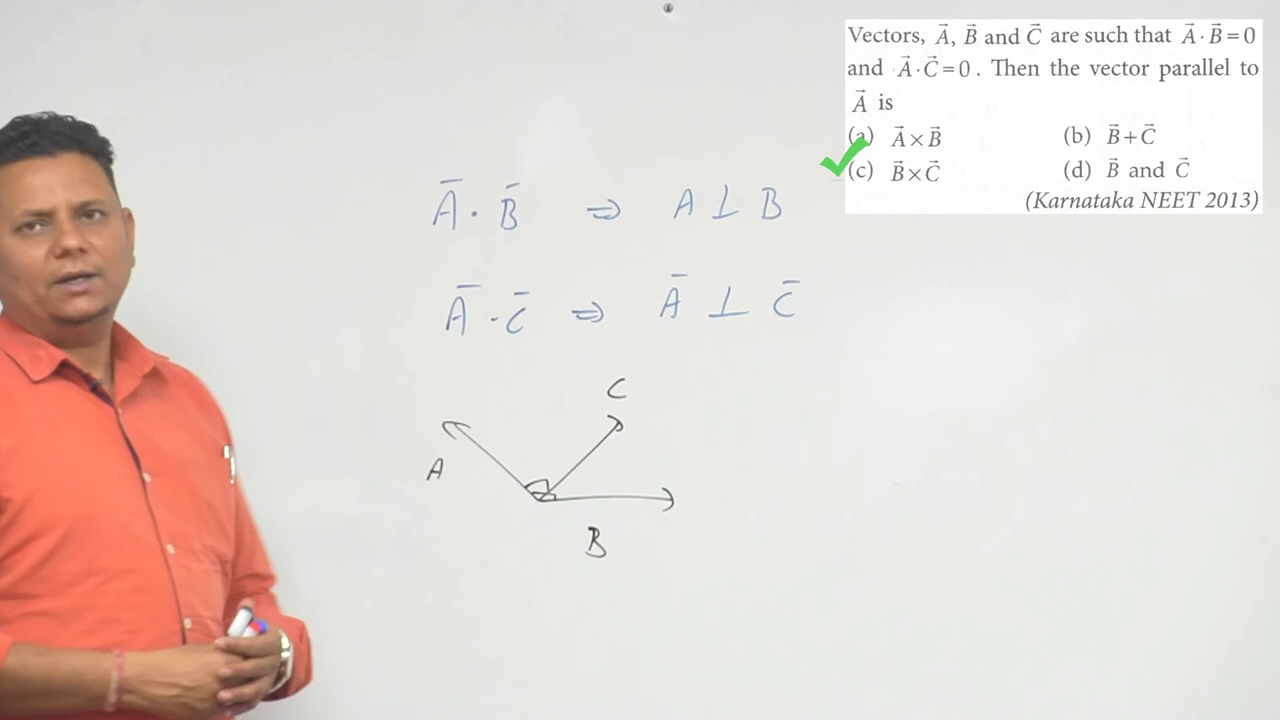 Vectors, A⃗, B⃗ and C⃗ are such that A⃗ · B⃗ = 0
and A⃗ · C⃗ = 0 . Then the vector parallel to
A⃗ is
(a) A⃗ × B⃗ (b) B⃗ + C⃗
(c) B⃗ × C⃗ (d) B⃗ and C⃗
(Karnataka NEET 2013)
A̅ · B̅ ⇒ A ⊥ B
A̅ · C̅ ⇒ A̅ ⊥ C̅
C
A
B